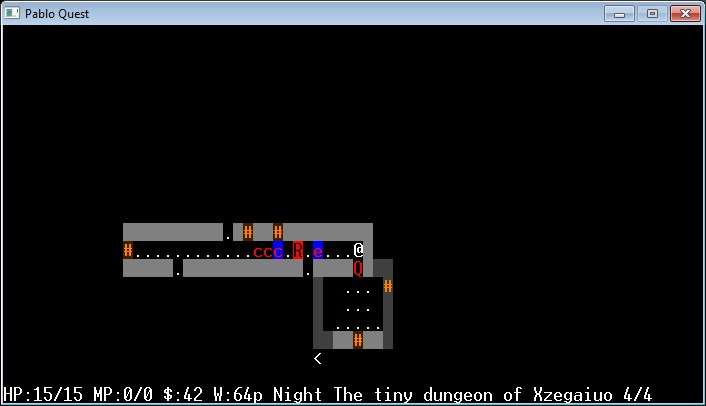 Pablo Quest
. # #
# . . . . . . . . . . . . c c c . R . e . . . @
. . Q
. . . #
. . .
. . . . .
#
<
HP:15/15 MP:0/0 $:42 W:64p Night The tiny dungeon of Xzegaiuo 4/4